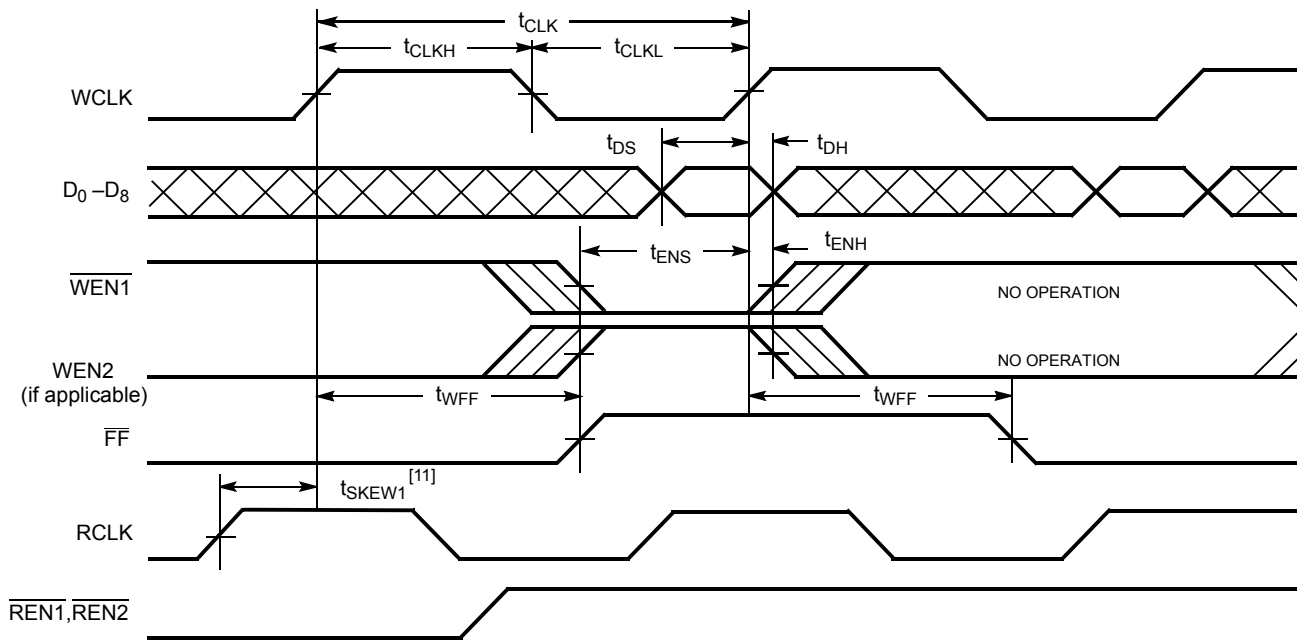 tCLK
tCLKH
tCLKL
WCLK
tDS
tDH
D0 –D8
tENS
tENH
WEN1
NO OPERATION
WEN2
(if applicable)
NO OPERATION
tWFF
tWFF
FF
tSKEW1 [11]
RCLK
REN1,REN2